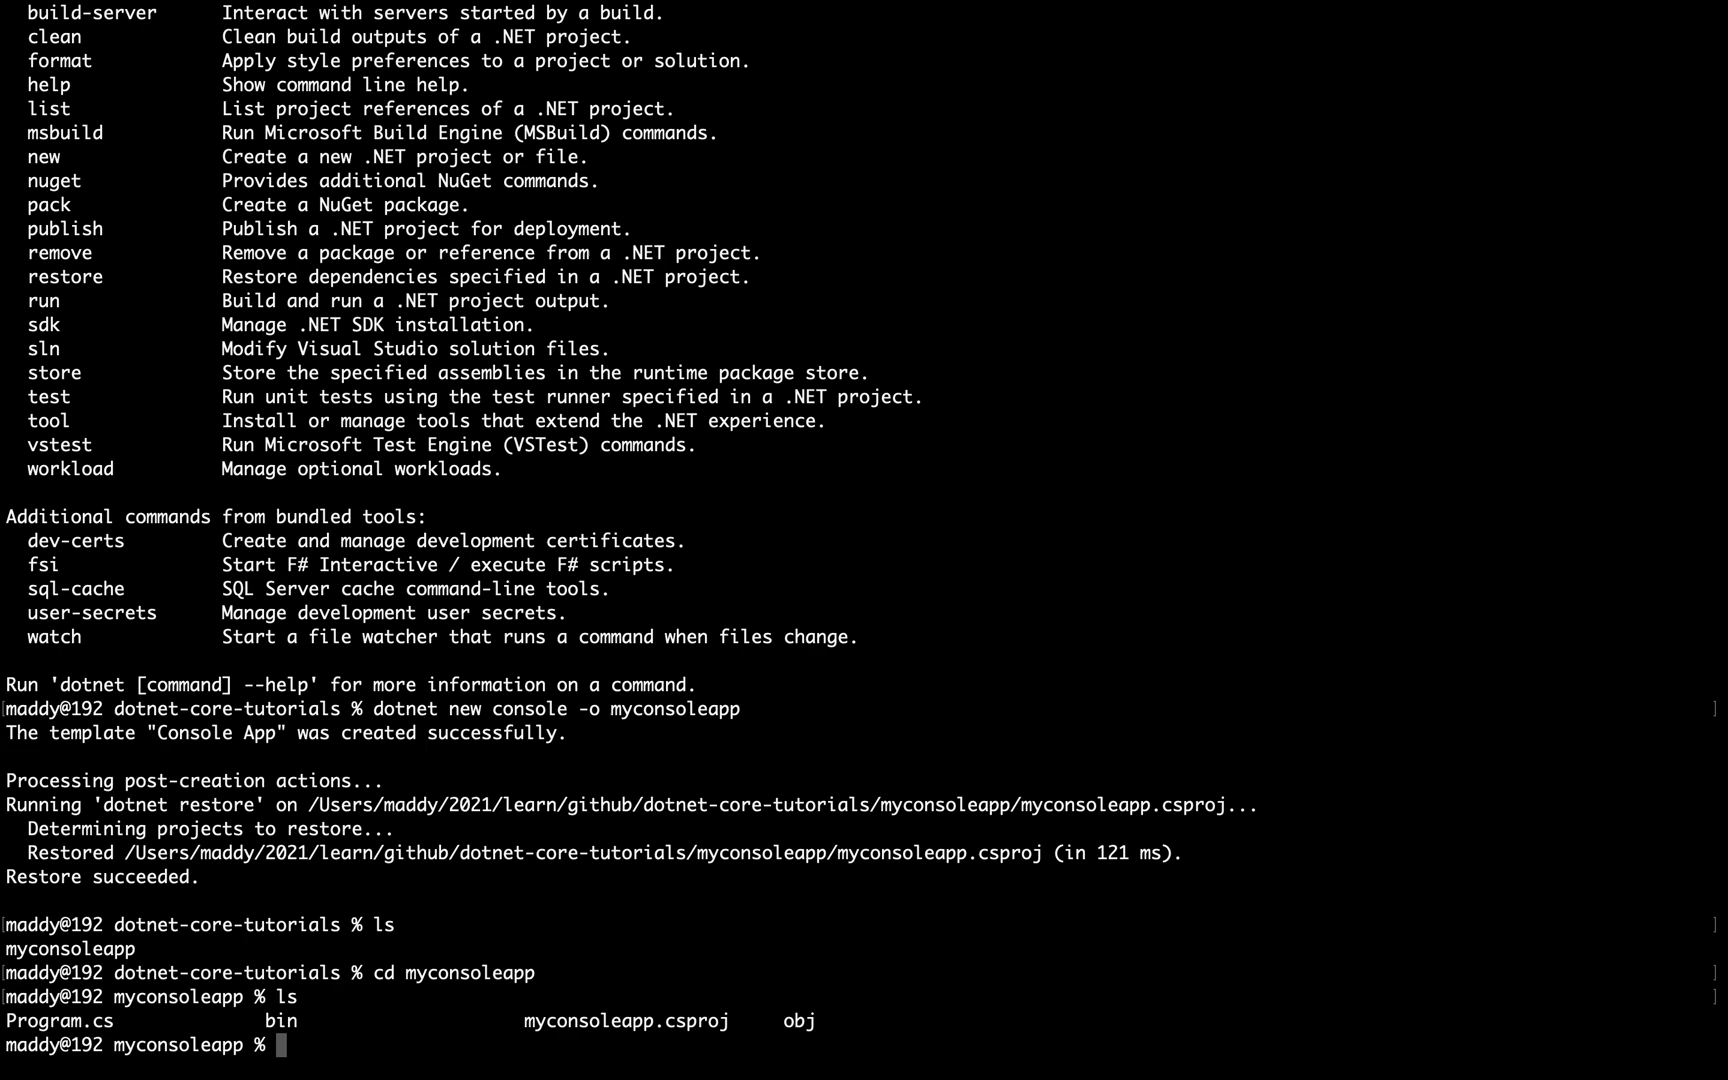 build-server      Interact with servers started by a build.
clean             Clean build outputs of a .NET project.
format            Apply style preferences to a project or solution.
help              Show command line help.
list              List project references of a .NET project.
msbuild           Run Microsoft Build Engine (MSBuild) commands.
new               Create a new .NET project or file.
nuget             Provides additional NuGet commands.
pack              Create a NuGet package.
publish           Publish a .NET project for deployment.
remove            Remove a package or reference from a .NET project.
restore           Restore dependencies specified in a .NET project.
run               Build and run a .NET project output.
sdk               Manage .NET SDK installation.
sln               Modify Visual Studio solution files.
store             Store the specified assemblies in the runtime package store.
test              Run unit tests using the test runner specified in a .NET project.
tool              Install or manage tools that extend the .NET experience.
vstest            Run Microsoft Test Engine (VSTest) commands.
workload          Manage optional workloads.

Additional commands from bundled tools:
dev-certs         Create and manage development certificates.
fsi               Start F# Interactive / execute F# scripts.
sql-cache         SQL Server cache command-line tools.
user-secrets      Manage development user secrets.
watch             Start a file watcher that runs a command when files change.

Run 'dotnet [command] --help' for more information on a command.
[maddy@192 dotnet-core-tutorials % dotnet new console -o myconsoleapp ]
The template "Console App" was created successfully.

Processing post-creation actions...
Running 'dotnet restore' on /Users/maddy/2021/learn/github/dotnet-core-tutorials/myconsoleapp/myconsoleapp.csproj...
  Determining projects to restore...
  Restored /Users/maddy/2021/learn/github/dotnet-core-tutorials/myconsoleapp/myconsoleapp.csproj (in 121 ms).
Restore succeeded.

[maddy@192 dotnet-core-tutorials % ls ]
myconsoleapp
[maddy@192 dotnet-core-tutorials % cd myconsoleapp ]
[maddy@192 myconsoleapp % ls ]
Program.cs              bin                     myconsoleapp.csproj     obj
maddy@192 myconsoleapp %